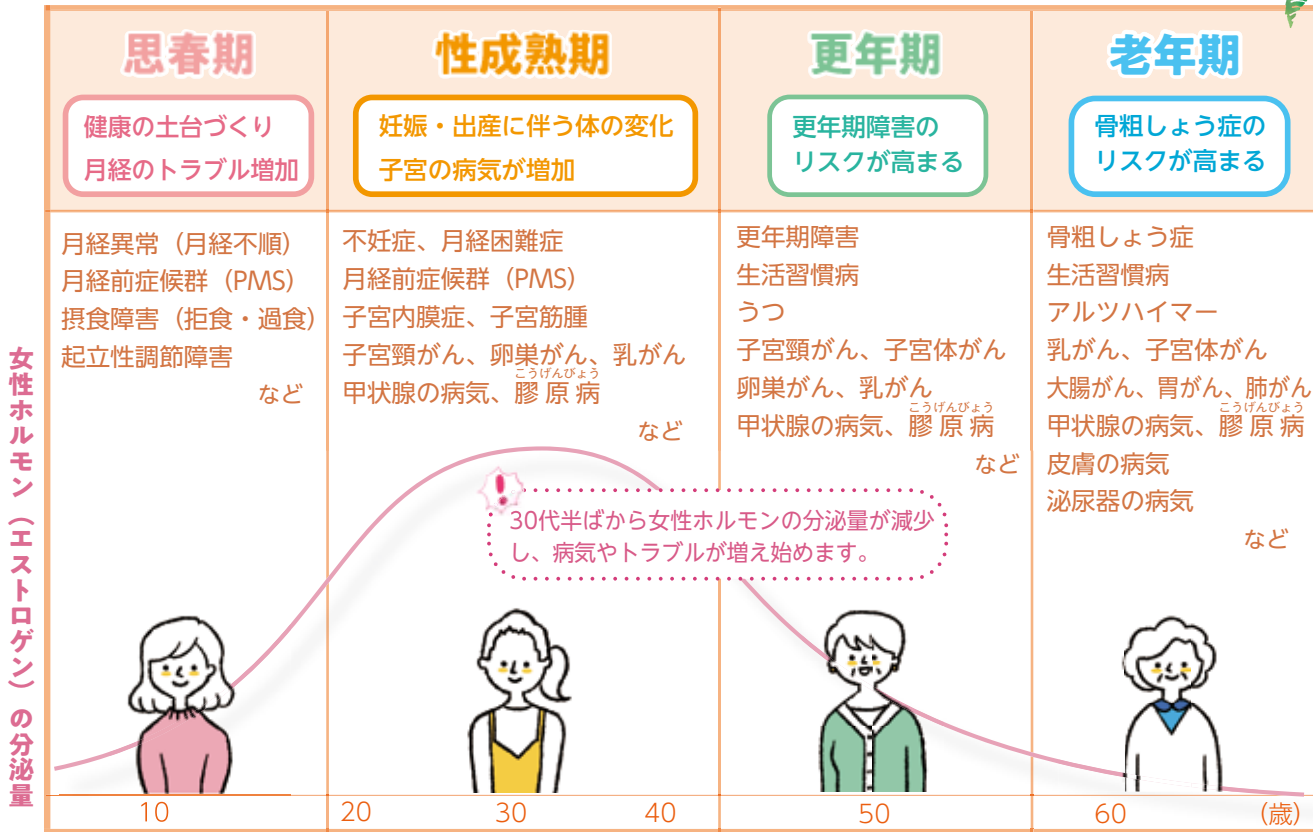 思春期
健康の土台づくり
月経のトラブル増加
月経異常（月経不順）
月経前症候群（PMS）
摂食障害（拒食・過食）
起立性調節障害
など
性成熟期
妊娠・出産に伴う体の変化
子宮の病気が増加
不妊症、月経困難症
月経前症候群（PMS）
子宮内膜症、子宮筋腫
子宮頸がん、卵巣がん、乳がん
こうげんびょう
甲状腺の病気、膠原病
など
更年期
更年期障害の
リスクが高まる
更年期障害
生活習慣病
うつ
子宮頸がん、子宮体がん
卵巣がん、乳がん
こうげんびょう
甲状腺の病気、膠原病
など
老年期
骨粗しょう症の
リスクが高まる
骨粗しょう症
生活習慣病
アルツハイマー
乳がん、子宮体がん
大腸がん、胃がん、肺がん
こうげんびょう
甲状腺の病気、膠原病
皮膚の病気
泌尿器の病気
など
!
30代半ばから女性ホルモンの分泌量が減少
し、病気やトラブルが増え始めます。
女性ホルモン（エストロゲン）の分泌量
10 20 30 40 50 60 (歳)